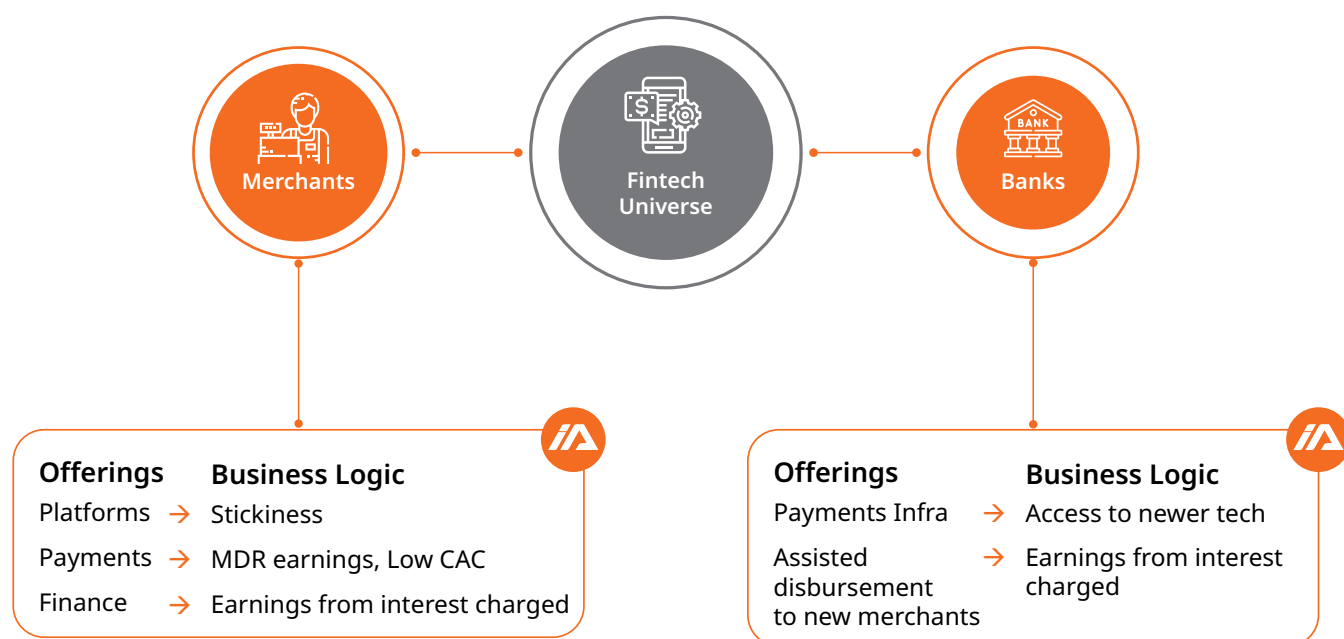 Merchants
$
Fintech
Universe
BANK
Banks
iA
Offerings
Business Logic
Platforms → Stickiness
Payments → MDR earnings, Low CAC
Finance → Earnings from interest charged
iA
Offerings
Business Logic
Payments Infra → Access to newer tech
Assisted
disbursement
to new merchants
→ Earnings from interest
charged